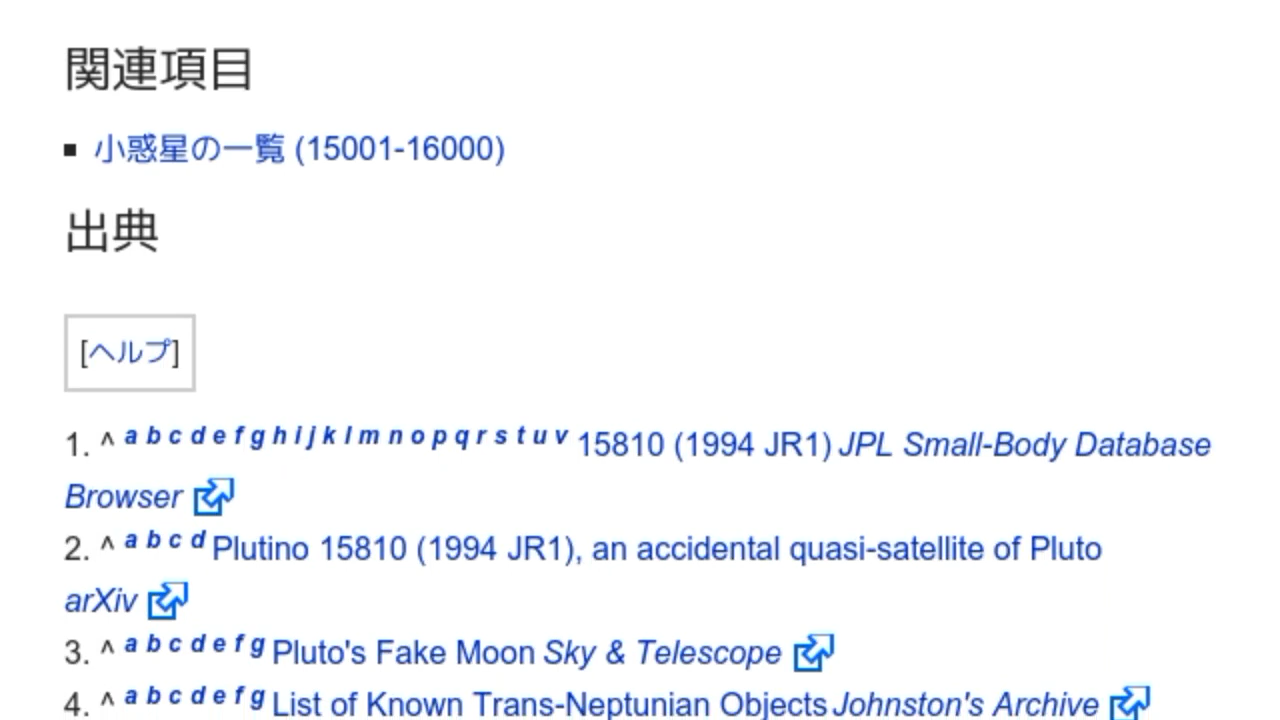 関連項目
小惑星の一覧 (15001-16000)
出典
[ヘルプ]
1. ^ a b c d e f g h i j k l m n o p q r s t u v 15810 (1994 JR1) JPL Small-Body Database
Browser
2. ^ a b c d Plutino 15810 (1994 JR1), an accidental quasi-satellite of Pluto
arXiv
3. ^ a b c d e f g Pluto's Fake Moon Sky & Telescope
4. ^ a b c d e f g List of Known Trans-Neptunian Objects Johnston's Archive